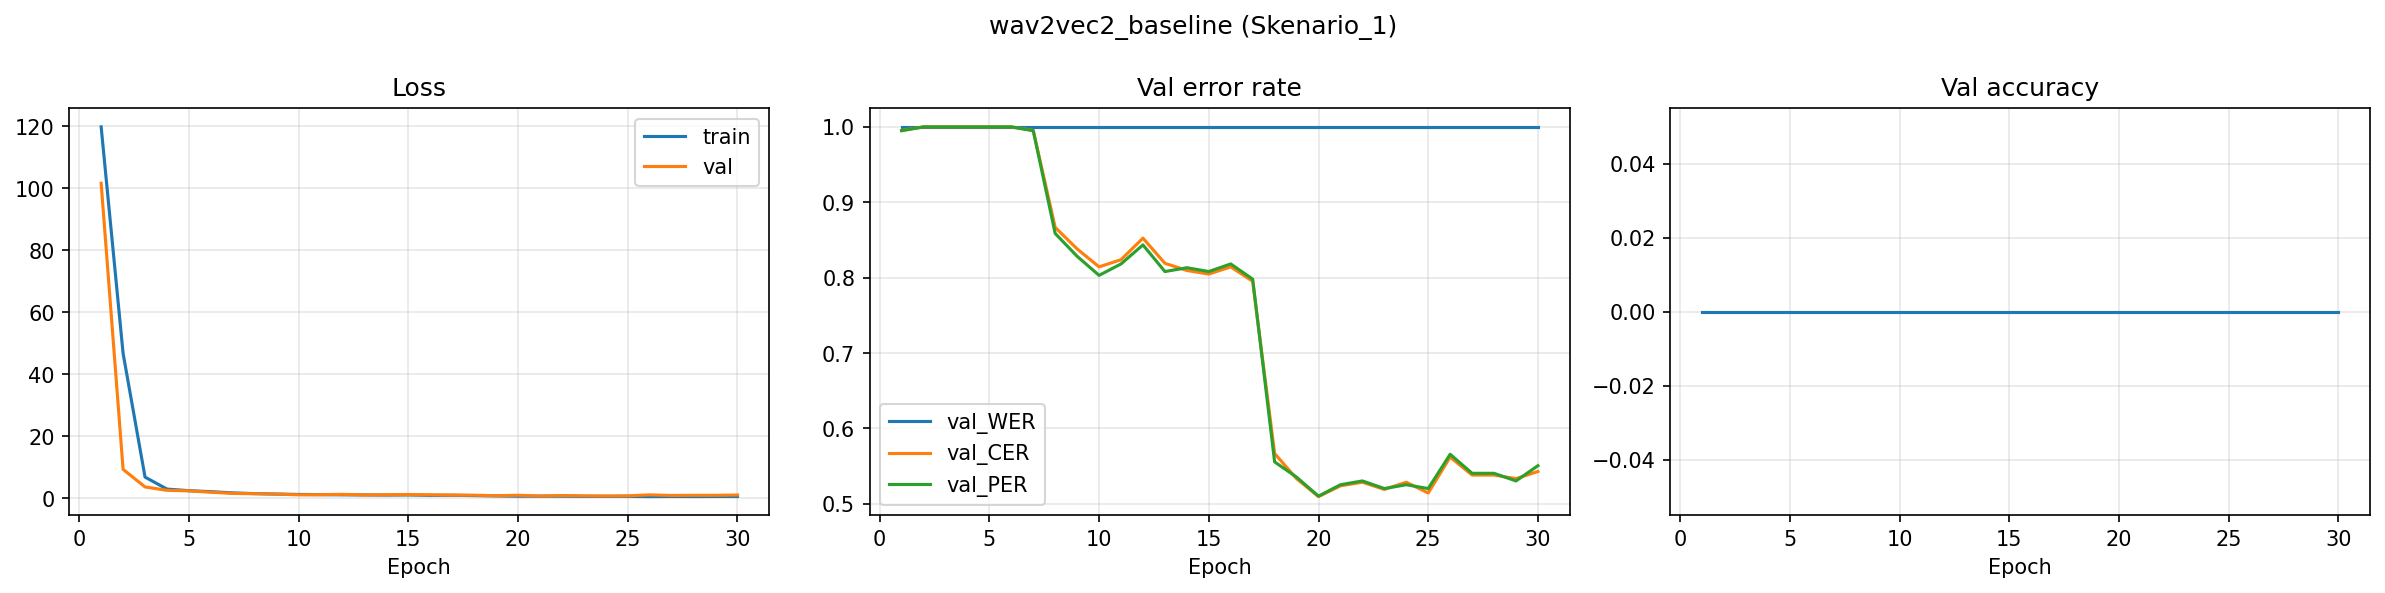 wav2vec2_baseline (Skenario_1)
Loss
120
100
80
60
40
20
0
train
val
0 5 10 15 20 25 30
Epoch
Val error rate
1.0
0.9
0.8
0.7
0.6
0.5
val_WER
val_CER
val_PER
0 5 10 15 20 25 30
Epoch
Val accuracy
0.04
0.02
0.00
−0.02
−0.04
0 5 10 15 20 25 30
Epoch